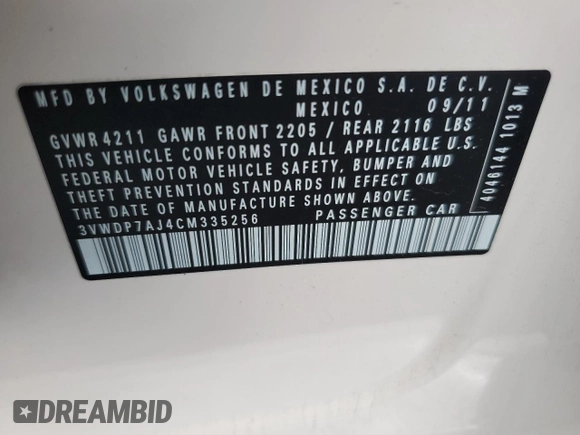 MFD BY VOLKSWAGEN DE MEXICO S.A. DE C.V.
MEXICO 09/11
GVWR 4211 GAWR FRONT 2205 / REAR 2116 LBS
THIS VEHICLE CONFORMS TO ALL APPLICABLE U.S.
FEDERAL MOTOR VEHICLE SAFETY, BUMPER AND
THEFT PREVENTION STANDARDS IN EFFECT ON
THE DATE OF MANUFACTURE SHOWN ABOVE.
3VWDP7AJ4CM335256 PASSENGER CAR
4046144 1013 M
DREAMBID